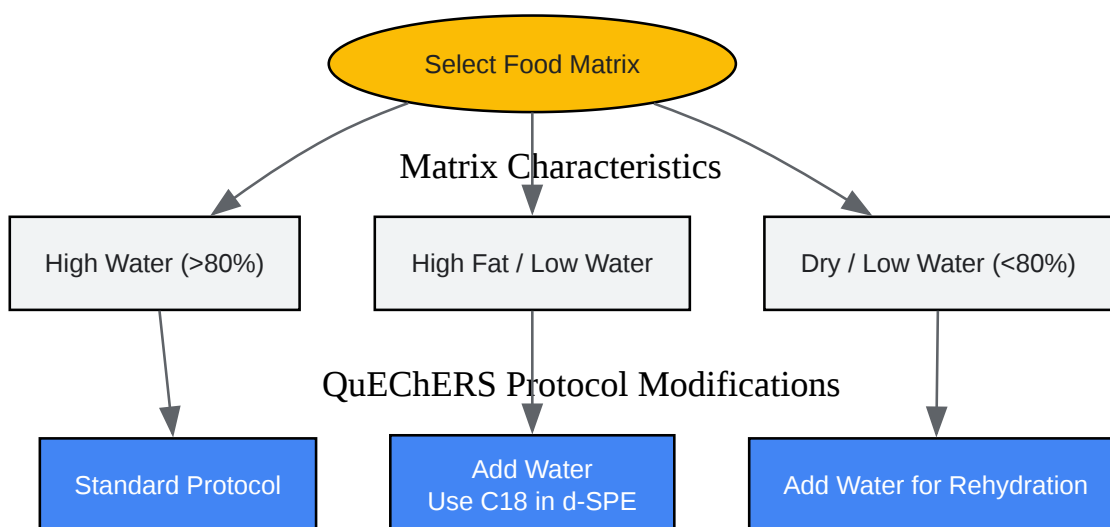 Select Food Matrix
Matrix Characteristics
High Water (>80%)
High Fat / Low Water
Dry / Low Water (<80%)
QuEChERS Protocol Modifications
Standard Protocol
Add Water
Use C18 in d-SPE
Add Water for Rehydration